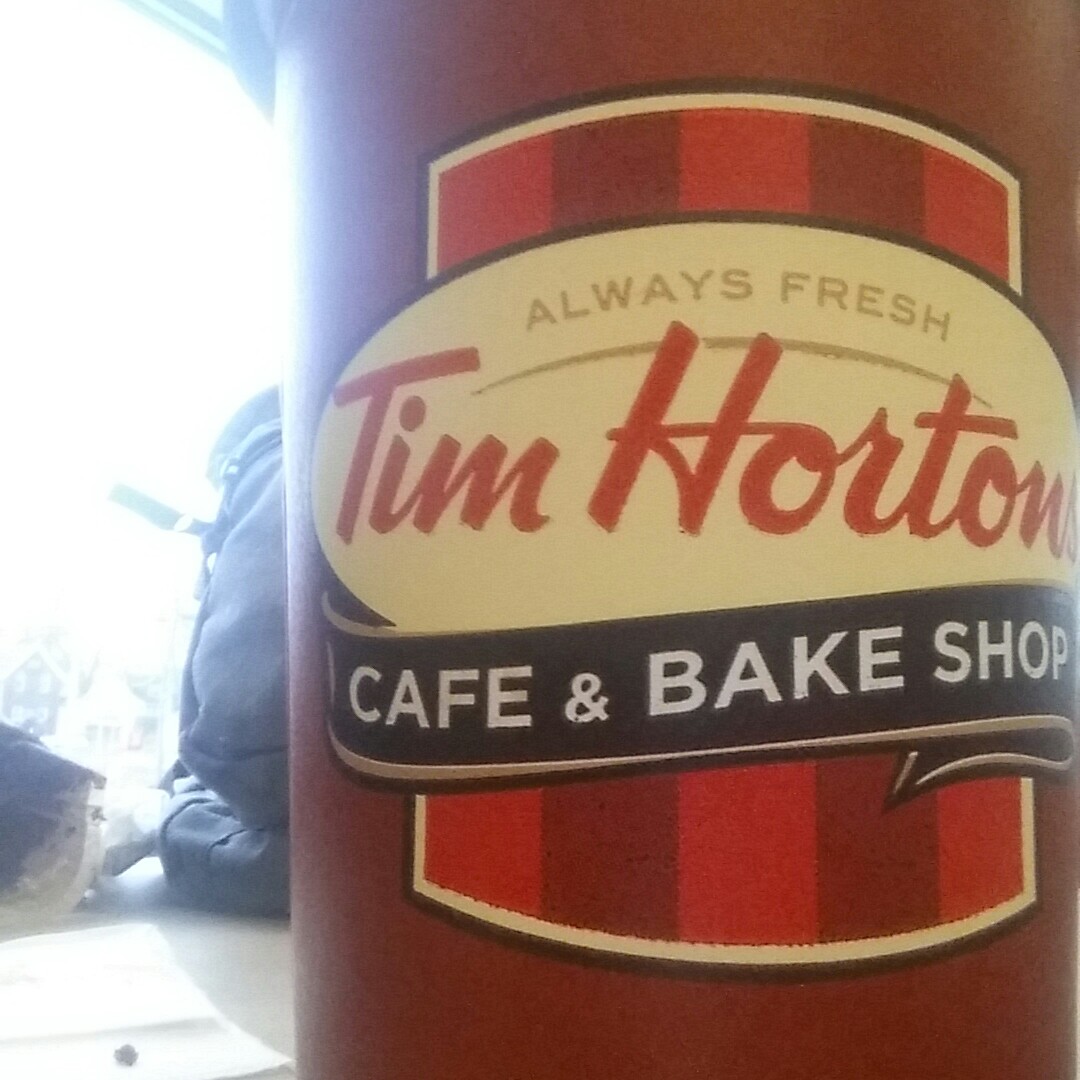 ALWAYS FRESH
Tim Hortons
CAFE & BAKE SHOP